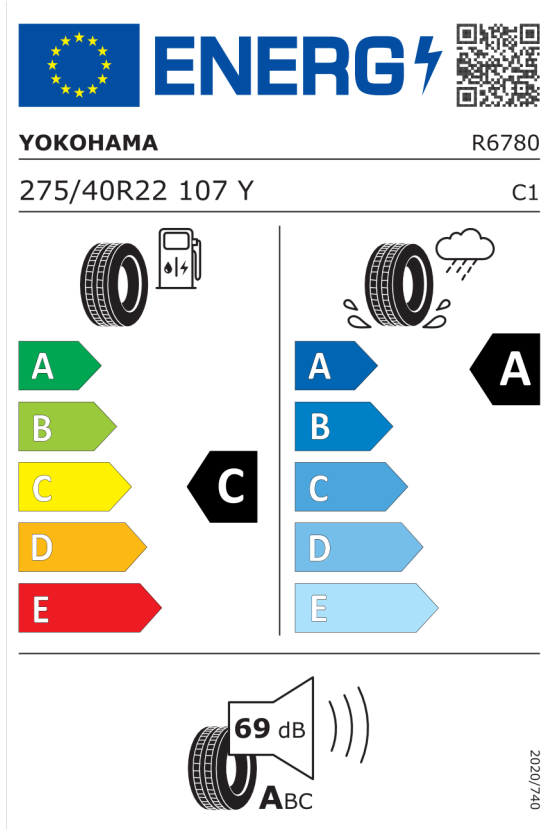 ENERG
YOKOHAMA R6780
275/40R22 107 Y C1
A A A
B B
C C C
D D
E E
69 dB
ABC
2020/740